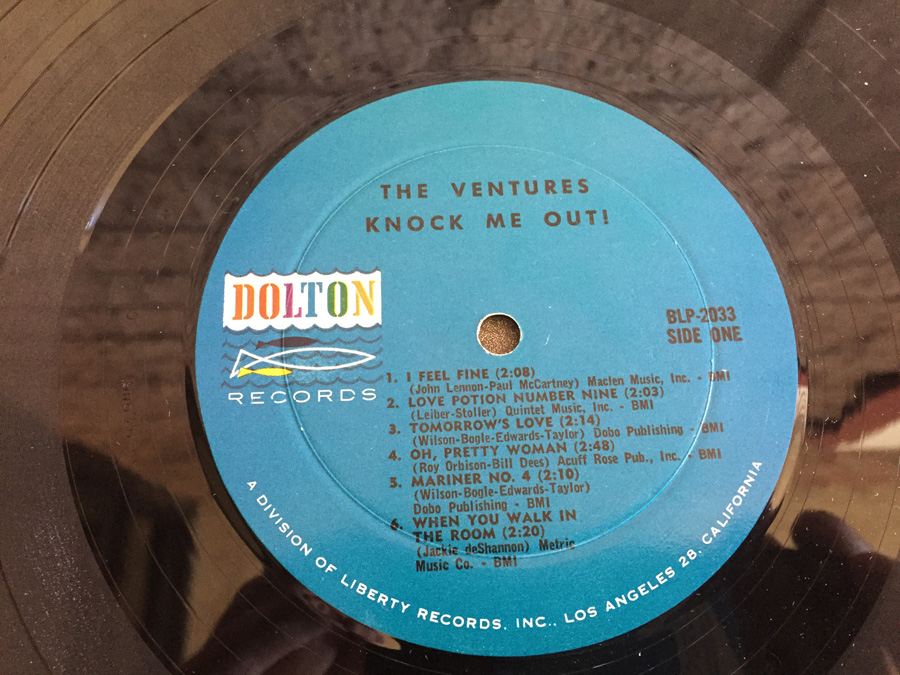 THE VENTURES
KNOCK ME OUT!
DOLTON
RECORDS
BLP-2033
SIDE ONE
1. I FEEL FINE (2:08)
(John Lennon-Paul McCartney) Maclen Music, Inc. - BMI
2. LOVE POTION NUMBER NINE (2:03)
(Leiber-Stoller) Quintet Music, Inc. - BMI
3. TOMORROW'S LOVE (2:14)
(Wilson-Bogle-Edwards-Taylor) Dobo Publishing - BMI
4. OH, PRETTY WOMAN (2:48)
(Roy Orbison-Bill Dees) Acuff Rose Pub., Inc. - BMI
5. MARINER NO. 4 (2:10)
(Wilson-Bogle-Edwards-Taylor)
Dobo Publishing - BMI
6. WHEN YOU WALK IN
THE ROOM (2:20)
(Jackie deShannon) Metric
Music Co. - BMI
A DIVISION OF LIBERTY RECORDS, INC., LOS ANGELES 28, CALIFORNIA